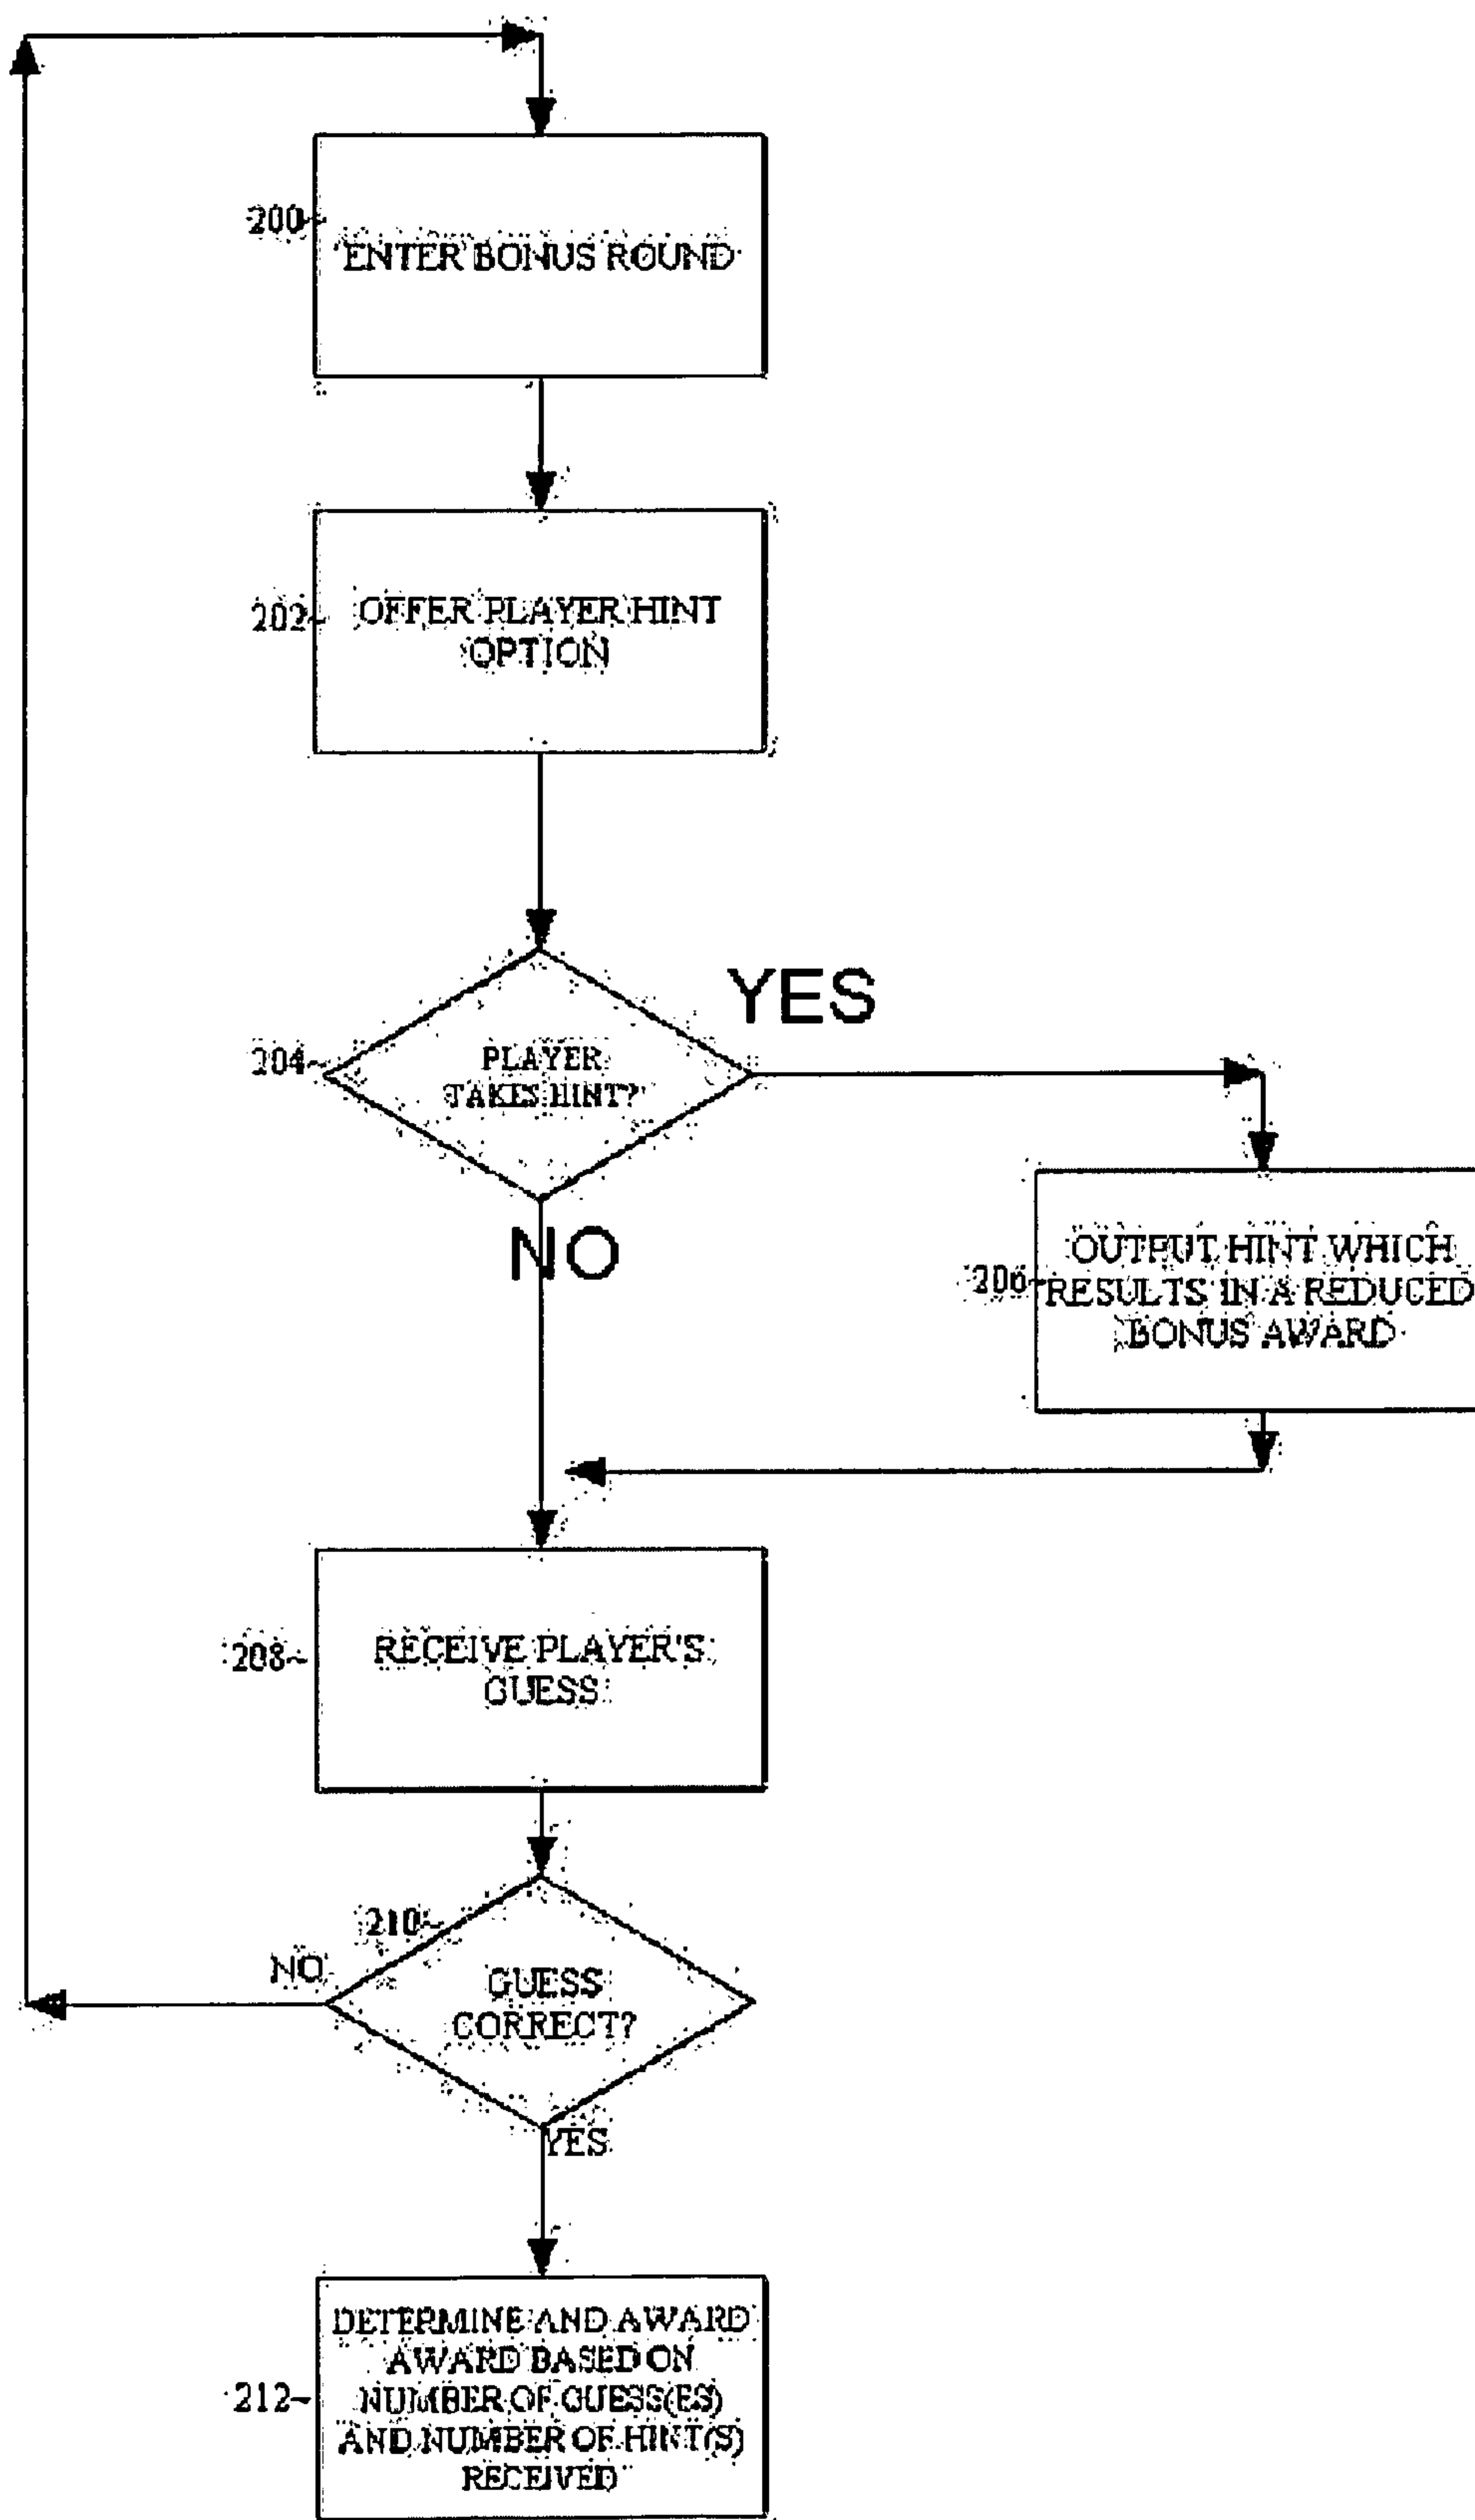 200~
ENTER BONUS ROUND
202~
OFFER PLAYER HINT
OPTION
YES
204~
PLAYER
TAKES HINT?
NO
206~
OUTPUT HINT WHICH
RESULTS IN A REDUCED
BONUS AWARD
208~
RECEIVE PLAYER'S
GUESS
210~
NO
GUESS
CORRECT?
YES
212~
DETERMINE AND AWARD
AWARD BASED ON
NUMBER OF GUESS(ES)
AND NUMBER OF HINT(S)
RECEIVED